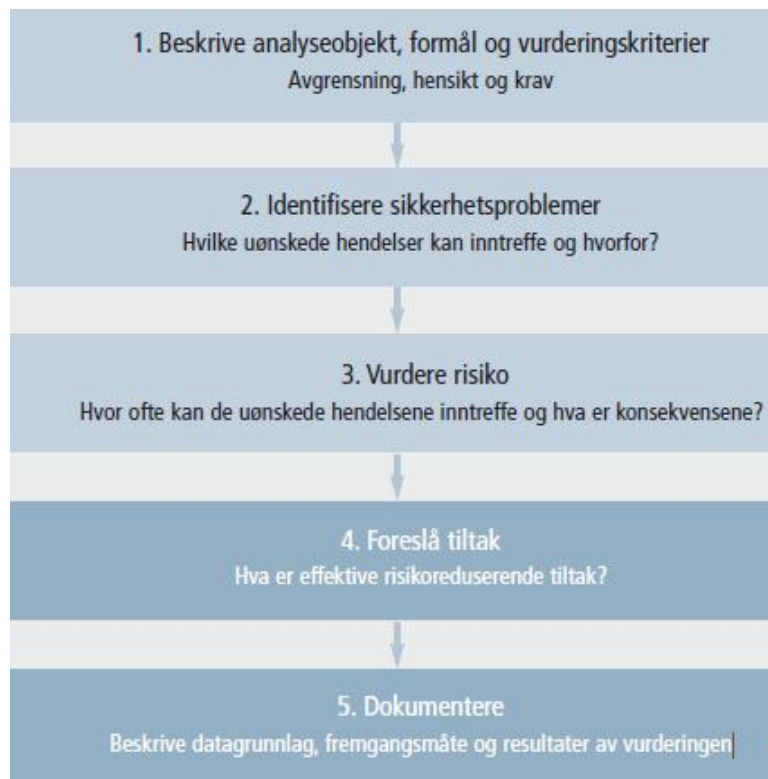 1. Beskrive analyseobjekt, formål og vurderingskriterier
Avgrensning, hensikt og krav
2. Identifisere sikkerhetsproblemer
Hvilke uønskede hendelser kan inntreffe og hvorfor?
3. Vurdere risiko
Hvor ofte kan de uønskede hendelsene inntreffe og hva er konsekvensene?
4. Foreslå tiltak
Hva er effektive risikoreduserende tiltak?
5. Dokumentere
Beskrive datagrunnlag, fremgangsmåte og resultater av vurderingen